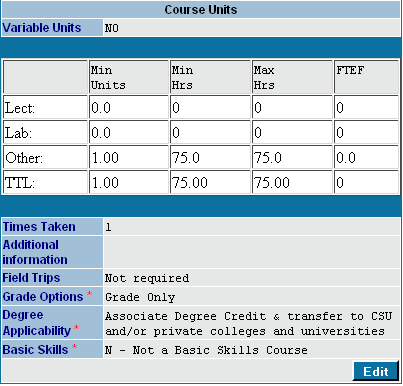 Course Units
Variable Units NO
Min Units Min Hrs Max Hrs FTEF
Lect: 0.0 0 0 0
Lab: 0.0 0 0 0
Other: 1.00 75.0 75.0 0.0
TTL: 1.00 75.00 75.00 0
Times Taken 1
Additional
information
Field Trips Not required
Grade Options * Grade Only
Degree Associate Degree Credit & transfer to CSU
Applicability * and/or private colleges and universities
Basic Skills * N - Not a Basic Skills Course
Edit